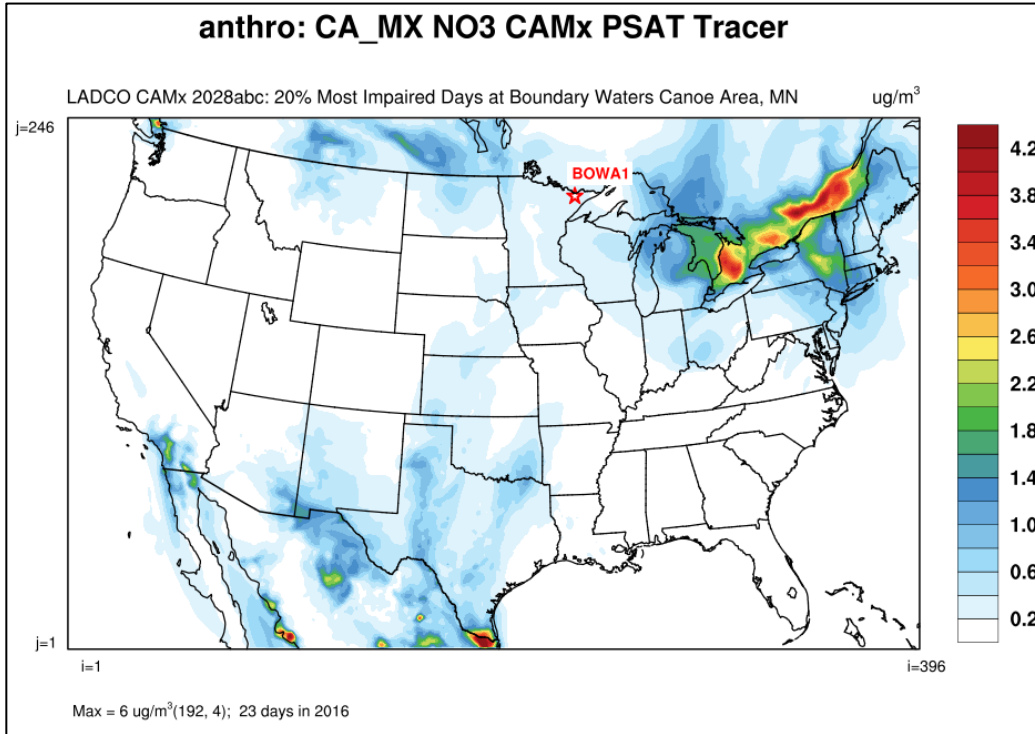 anthro: CA_MX NO3 CAMx PSAT Tracer
LADCO CAMx 2028abc: 20% Most Impaired Days at Boundary Waters Canoe Area, MN ug/m³
j=246
BOWA1
4.2
3.8
3.4
3.0
2.6
2.2
1.8
1.4
1.0
0.6
0.2
j=1
i=1
i=396
Max = 6 ug/m³(192, 4); 23 days in 2016